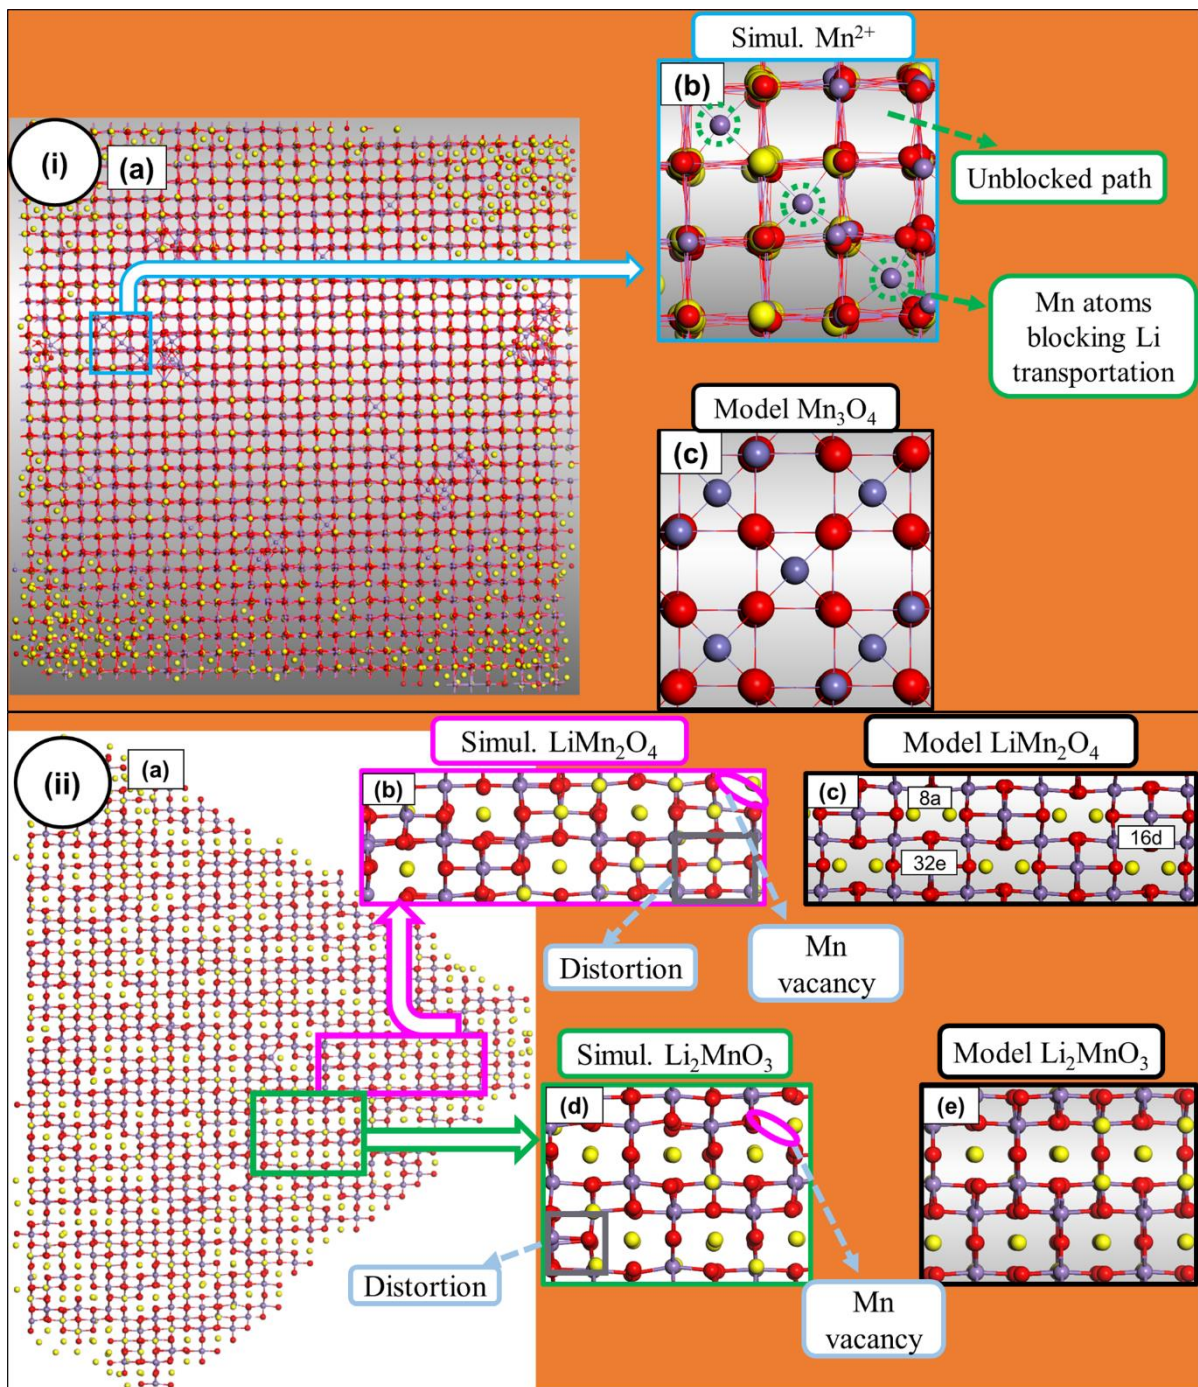 (i)
(a)
Simul. Mn²⁺
(b)
Unblocked path
Mn atoms
blocking Li
transportation
Model Mn₃O₄
(c)
(ii)
(a)
Simul. LiMn₂O₄
(b)
Model LiMn₂O₄
(c)
8a
16d
32e
Distortion
Mn
vacancy
Simul. Li₂MnO₃
(d)
Model Li₂MnO₃
(e)
Distortion
Mn
vacancy